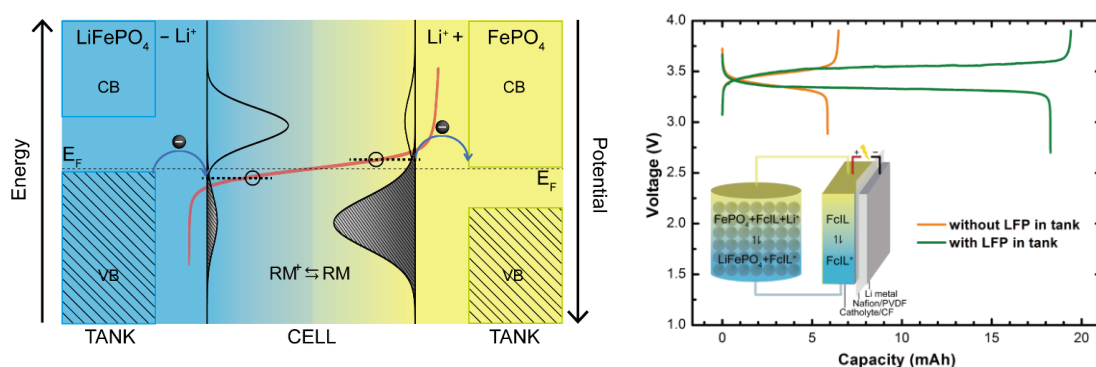 LiFePO₄ − Li⁺
Li⁺ + FePO₄
CB
CB
Energy
Potential
E_F
E_F
VB
VB
RM⁺ ⇆ RM
TANK
CELL
TANK
4.0
3.5
3.0
2.5
2.0
1.5
1.0
Voltage (V)
+ −
FePO₄+FcIL+Li⁺
⇅
LiFePO₄+FcIL⁺
FcIL
⇅
FcIL⁺
without LFP in tank
with LFP in tank
Li metal
Nafion/PVDF
Catholyte/CF
0 5 10 15 20
Capacity (mAh)